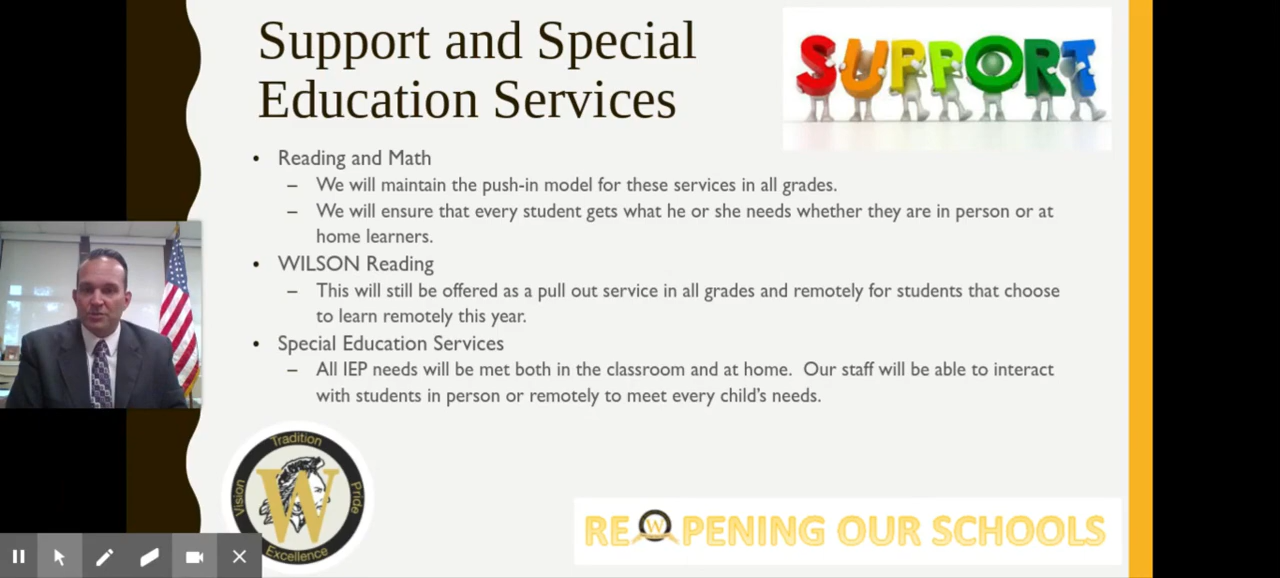 Support and Special
Education Services
SUPPORT
• Reading and Math
– We will maintain the push-in model for these services in all grades.
– We will ensure that every student gets what he or she needs whether they are in person or at
home learners.
• WILSON Reading
– This will still be offered as a pull out service in all grades and remotely for students that choose
to learn remotely this year.
• Special Education Services
– All IEP needs will be met both in the classroom and at home.  Our staff will be able to interact
with students in person or remotely to meet every child's needs.
Tradition
Vision
W
Pride
Excellence
REOPENING OUR SCHOOLS